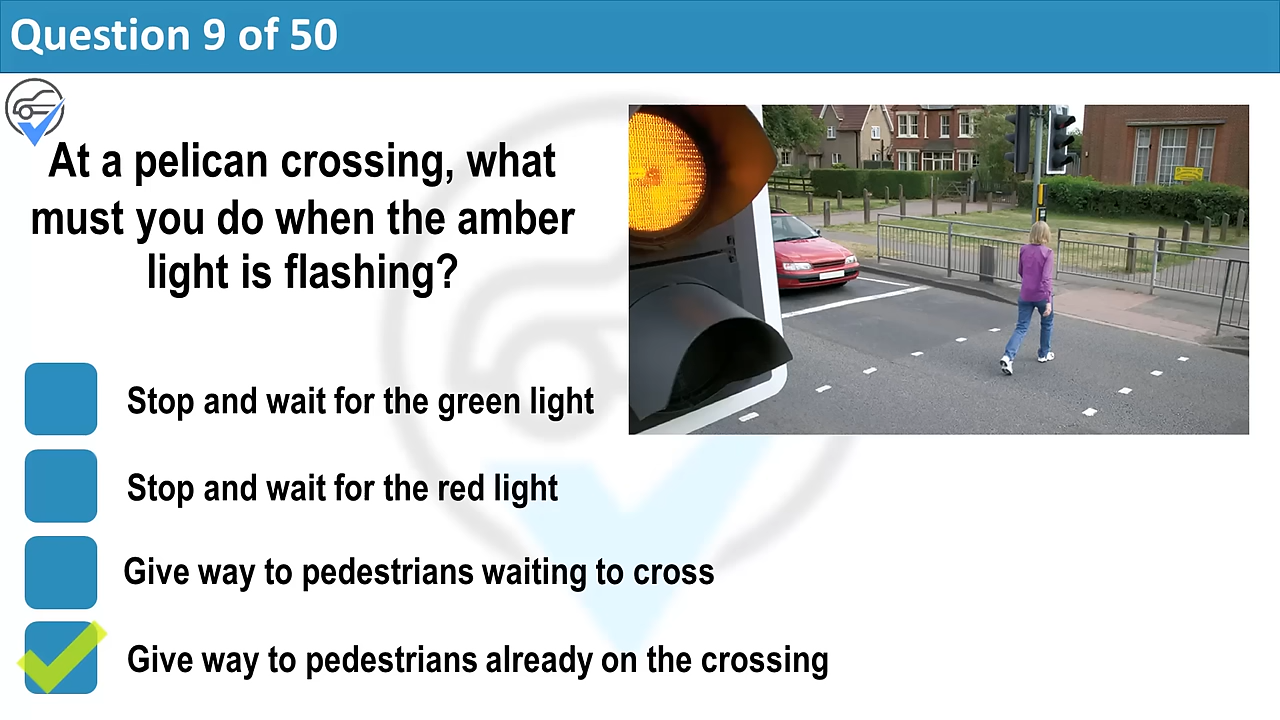 Question 9 of 50
At a pelican crossing, what
must you do when the amber
light is flashing?
Stop and wait for the green light
Stop and wait for the red light
Give way to pedestrians waiting to cross
Give way to pedestrians already on the crossing